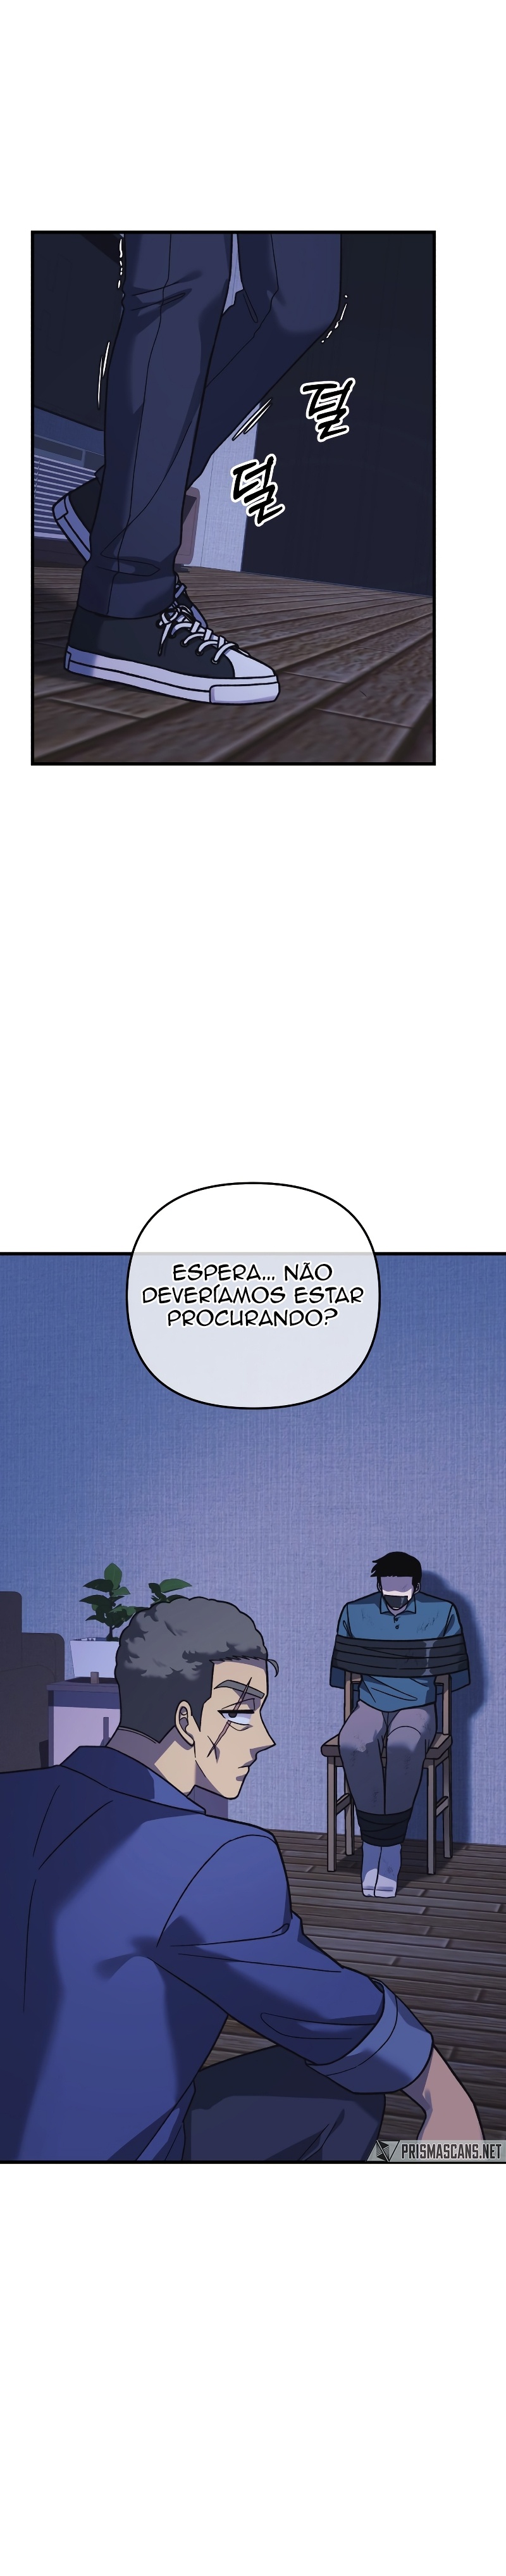 덜
덜
ESPERA... NÃO
DEVERÍAMOS ESTAR
PROCURANDO?
PRISMASCANS.NET